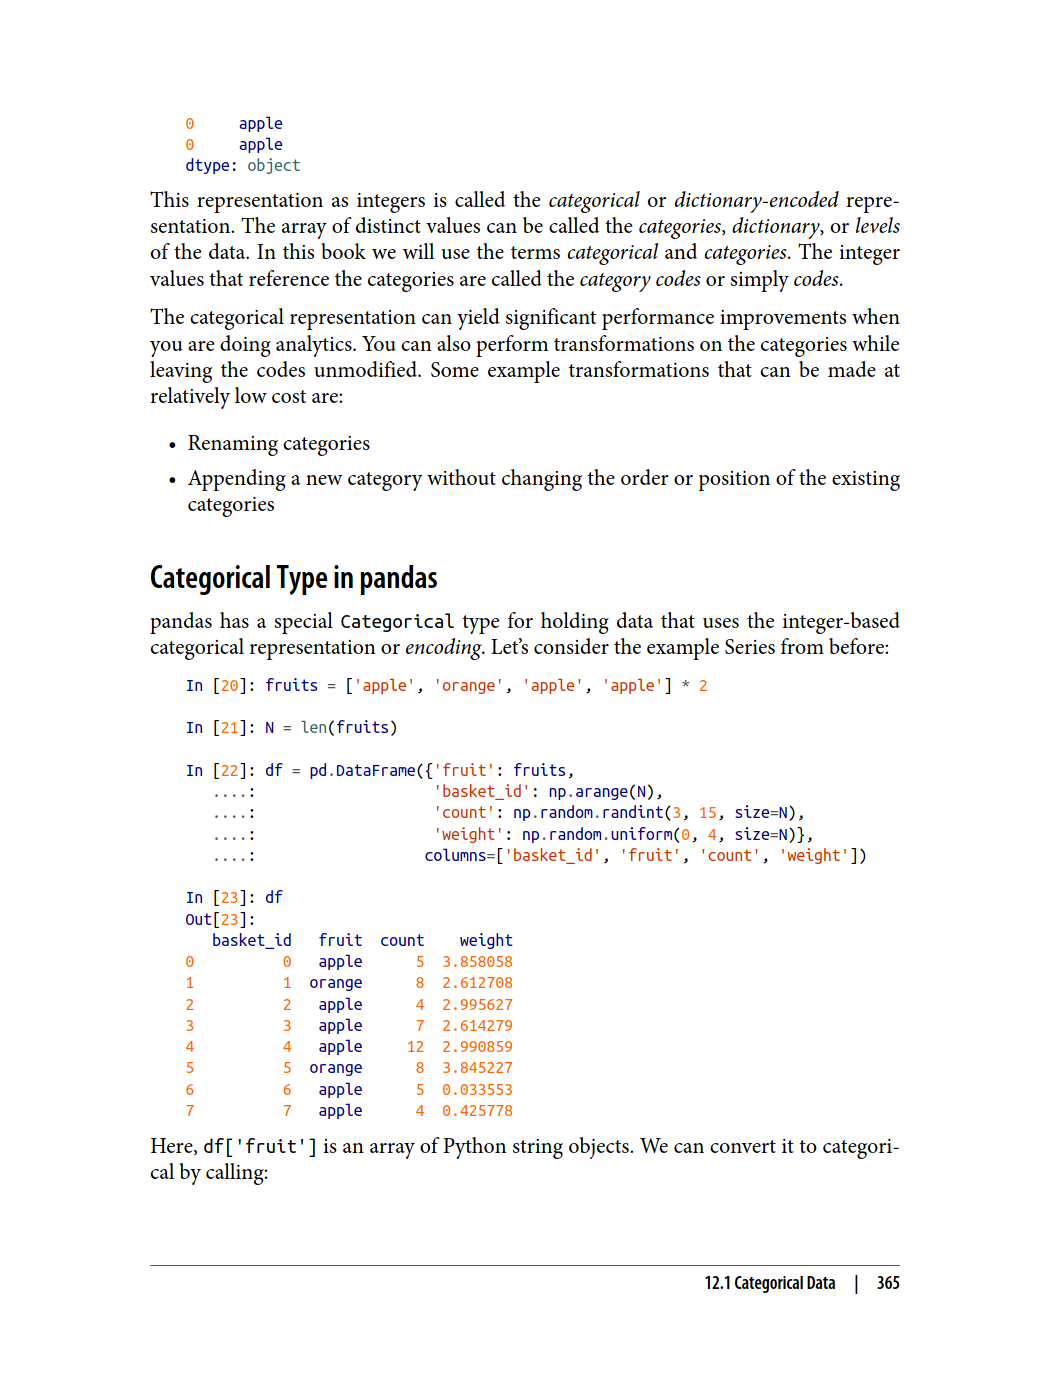 0     apple
0     apple
dtype: object
This representation as integers is called the categorical or dictionary-encoded repre-
sentation. The array of distinct values can be called the categories, dictionary, or levels
of the data. In this book we will use the terms categorical and categories. The integer
values that reference the categories are called the category codes or simply codes.
The categorical representation can yield significant performance improvements when
you are doing analytics. You can also perform transformations on the categories while
leaving the codes unmodified. Some example transformations that can be made at
relatively low cost are:
• Renaming categories
• Appending a new category without changing the order or position of the existing
categories
Categorical Type in pandas
pandas has a special Categorical type for holding data that uses the integer-based
categorical representation or encoding. Let’s consider the example Series from before:
In [20]: fruits = ['apple', 'orange', 'apple', 'apple'] * 2
In [21]: N = len(fruits)
In [22]: df = pd.DataFrame({'fruit': fruits,
   ....:                    'basket_id': np.arange(N),
   ....:                    'count': np.random.randint(3, 15, size=N),
   ....:                    'weight': np.random.uniform(0, 4, size=N)},
   ....:                   columns=['basket_id', 'fruit', 'count', 'weight'])
In [23]: df
Out[23]:
   basket_id   fruit  count    weight
0          0   apple      5  3.858058
1          1  orange      8  2.612708
2          2   apple      4  2.995627
3          3   apple      7  2.614279
4          4   apple     12  2.990859
5          5  orange      8  3.845227
6          6   apple      5  0.033553
7          7   apple      4  0.425778
Here, df['fruit'] is an array of Python string objects. We can convert it to categori-
cal by calling:
12.1 Categorical Data | 365